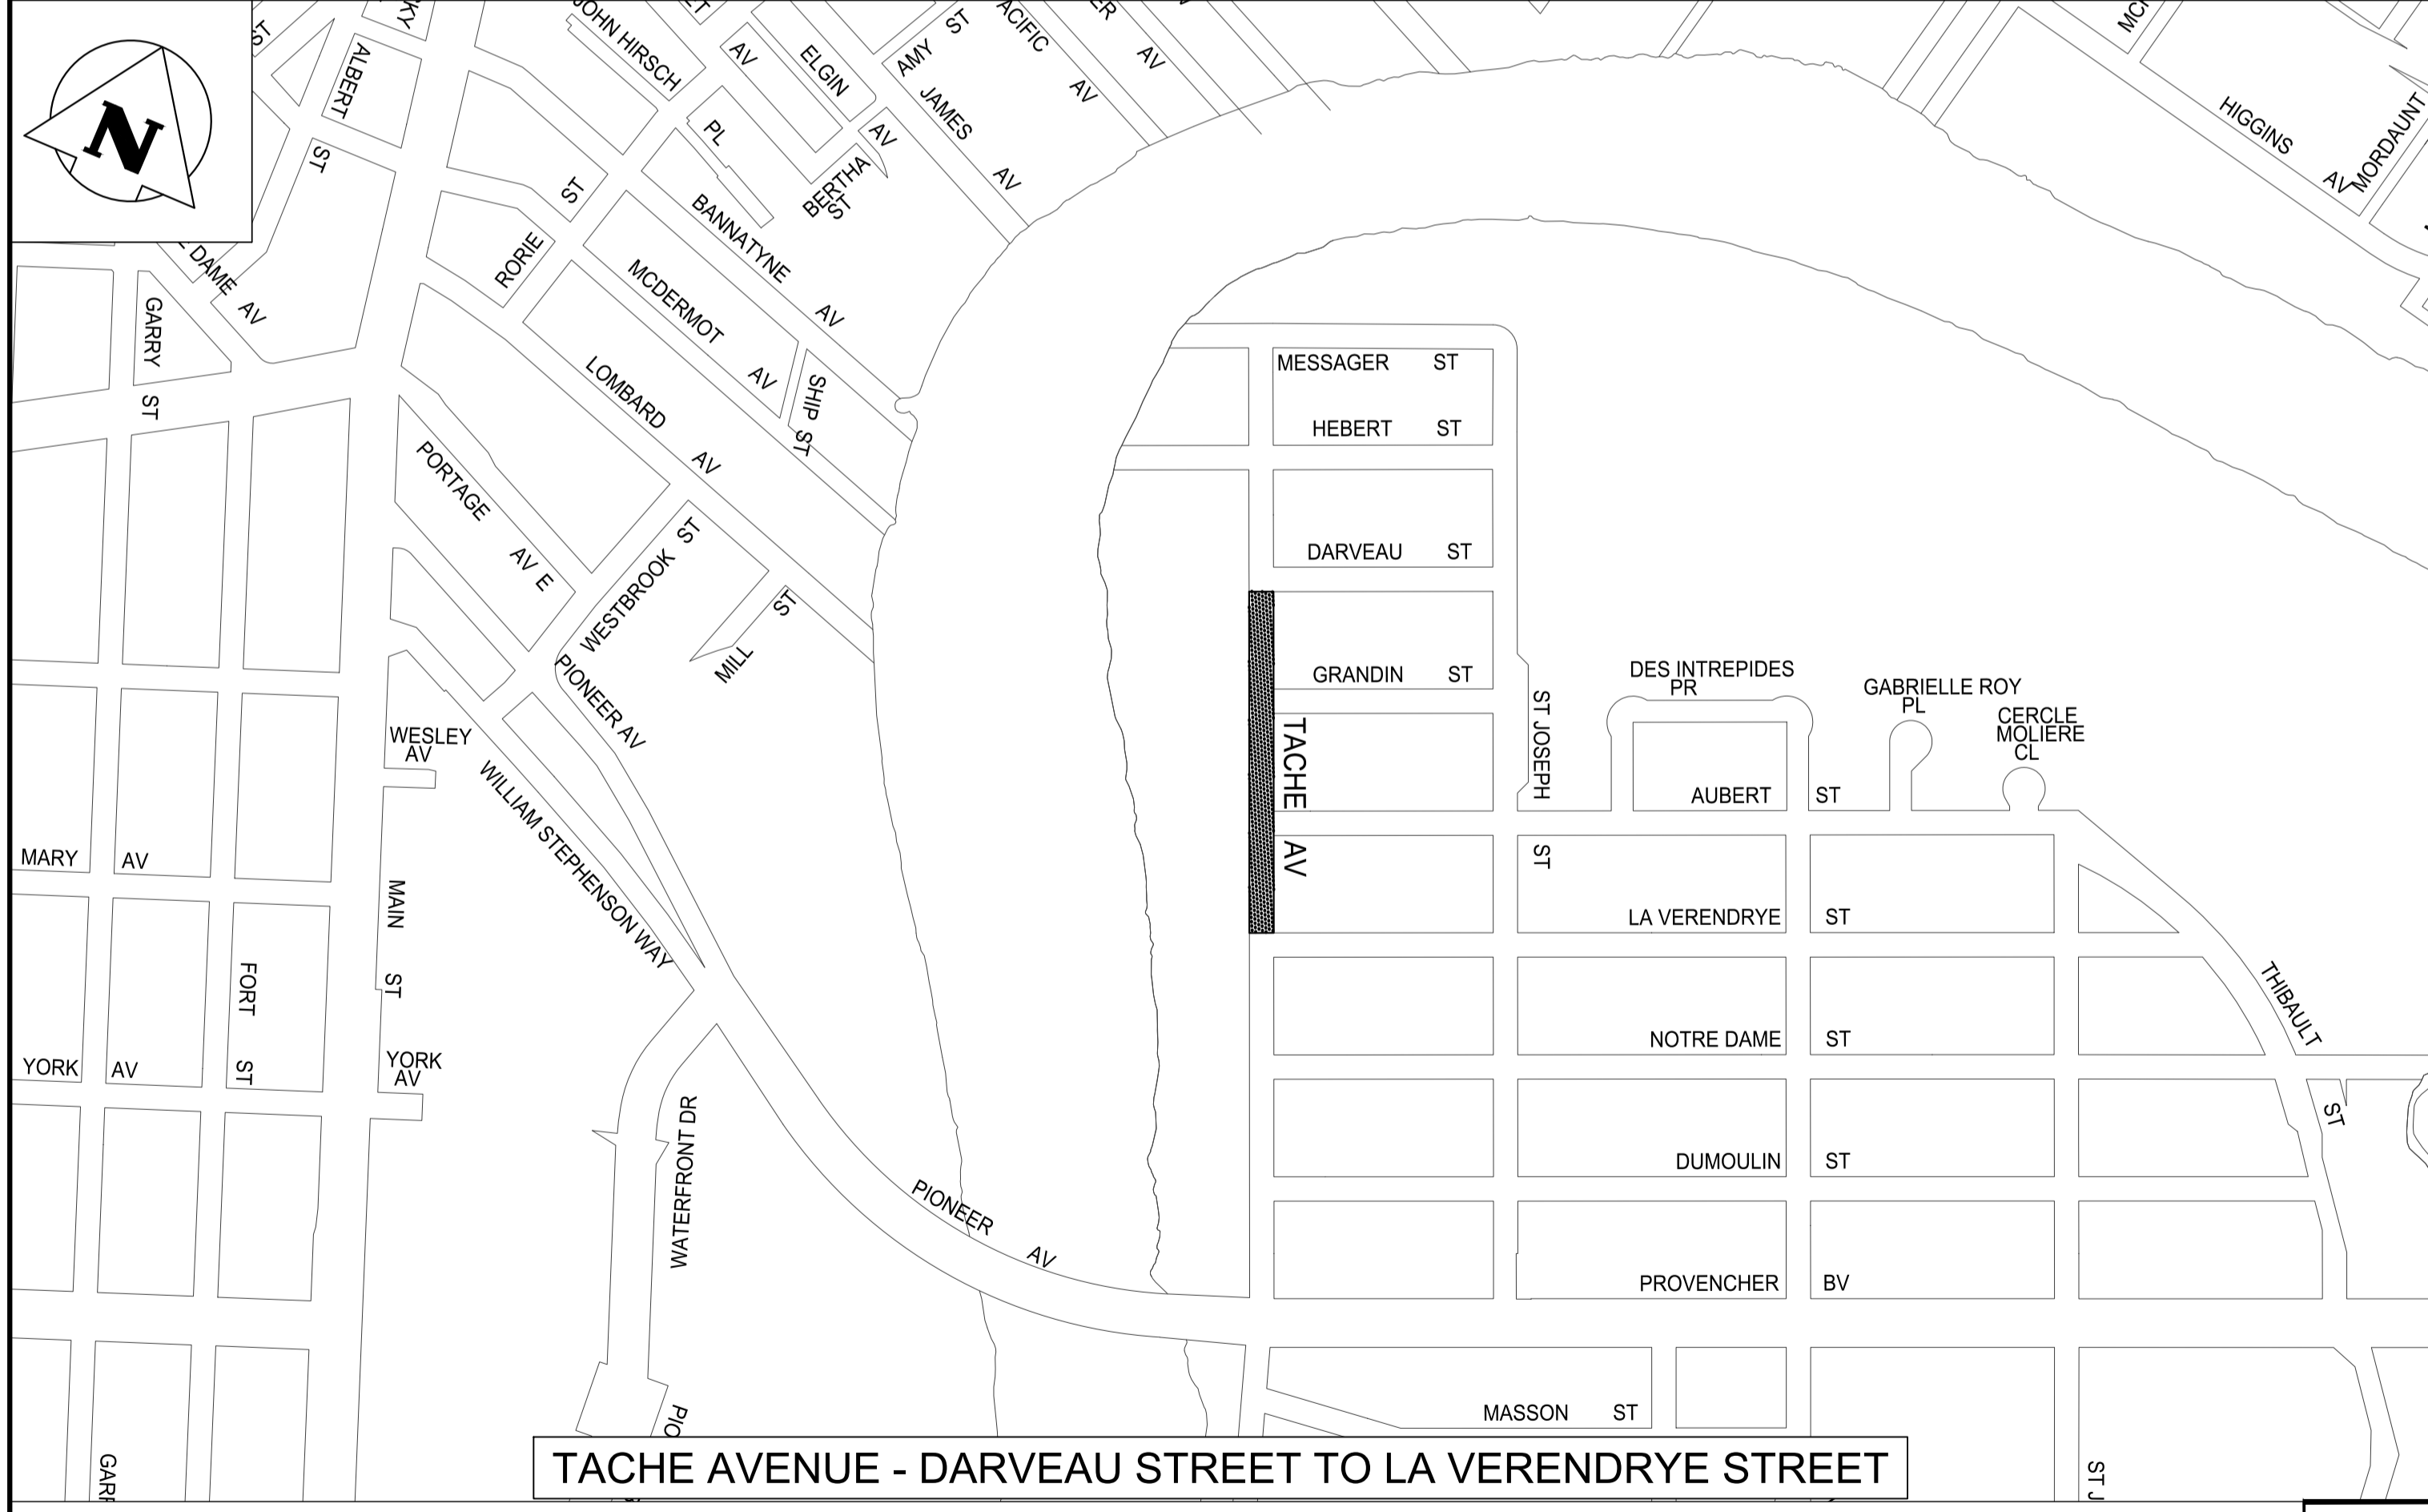 N
ST
ALBERT
ST
JOHN HIRSCH
PL
AV
ELGIN
AV
AMY ST
JAMES
AV
AV
AV
BERTHA
ST
HIGGINS
AV
MORDAUNT
DAME
AV
GARRY
ST
RORIE
ST
BANNATYNE
AV
MCDERMOT
AV
SHIP ST
LOMBARD
AV
PORTAGE
AV E
WESTBROOK ST
MILL
ST
PIONEER AV
WESLEY
AV
WILLIAM STEPHENSON WAY
MARY AV
MAIN
ST
FORT
ST
YORK AV
YORK
AV
WATERFRONT DR
PIONEER
AV
MESSAGER ST
HEBERT ST
DARVEAU ST
GRANDIN ST
TACHE
AV
ST JOSEPH
ST
DES INTREPIDES
PR
GABRIELLE ROY
PL
CERCLE
MOLIERE
CL
AUBERT ST
LA VERENDRYE ST
NOTRE DAME ST
THIBAULT
ST
DUMOULIN ST
PROVENCHER BV
MASSON ST
ST J
TACHE AVENUE - DARVEAU STREET TO LA VERENDRYE STREET